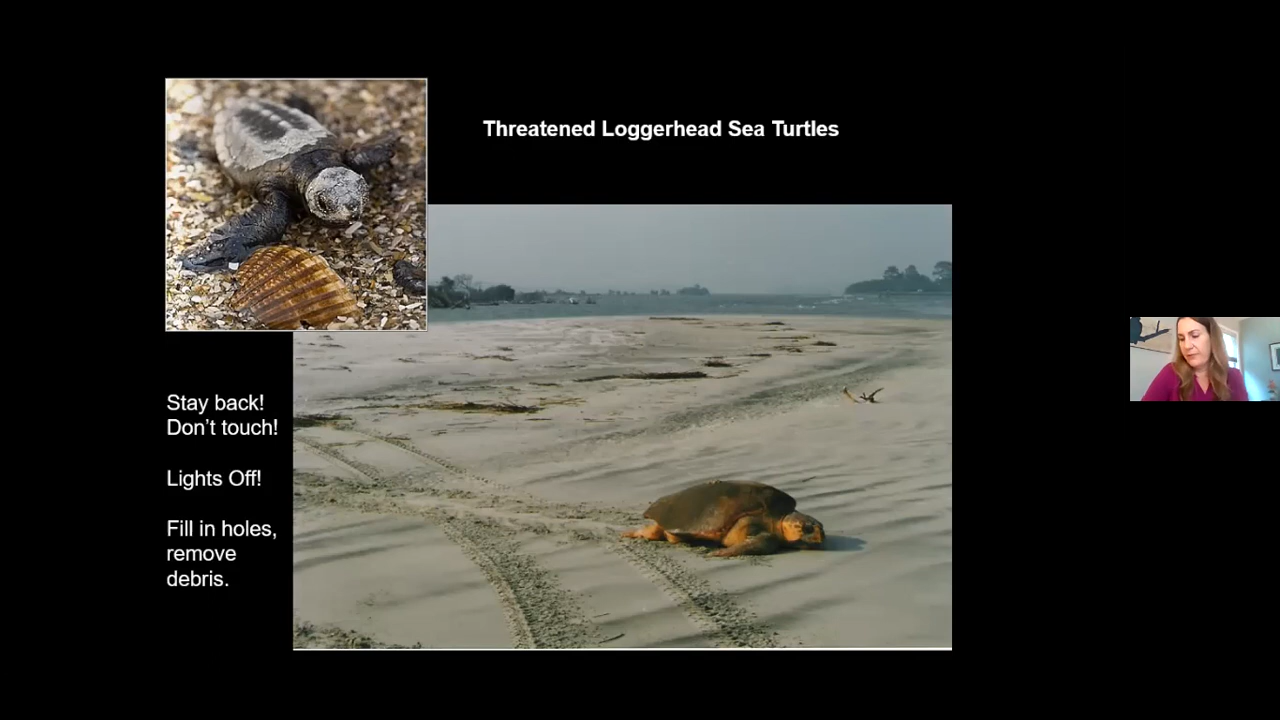 Threatened Loggerhead Sea Turtles
Stay back!
Don’t touch!
Lights Off!
Fill in holes,
remove
debris.